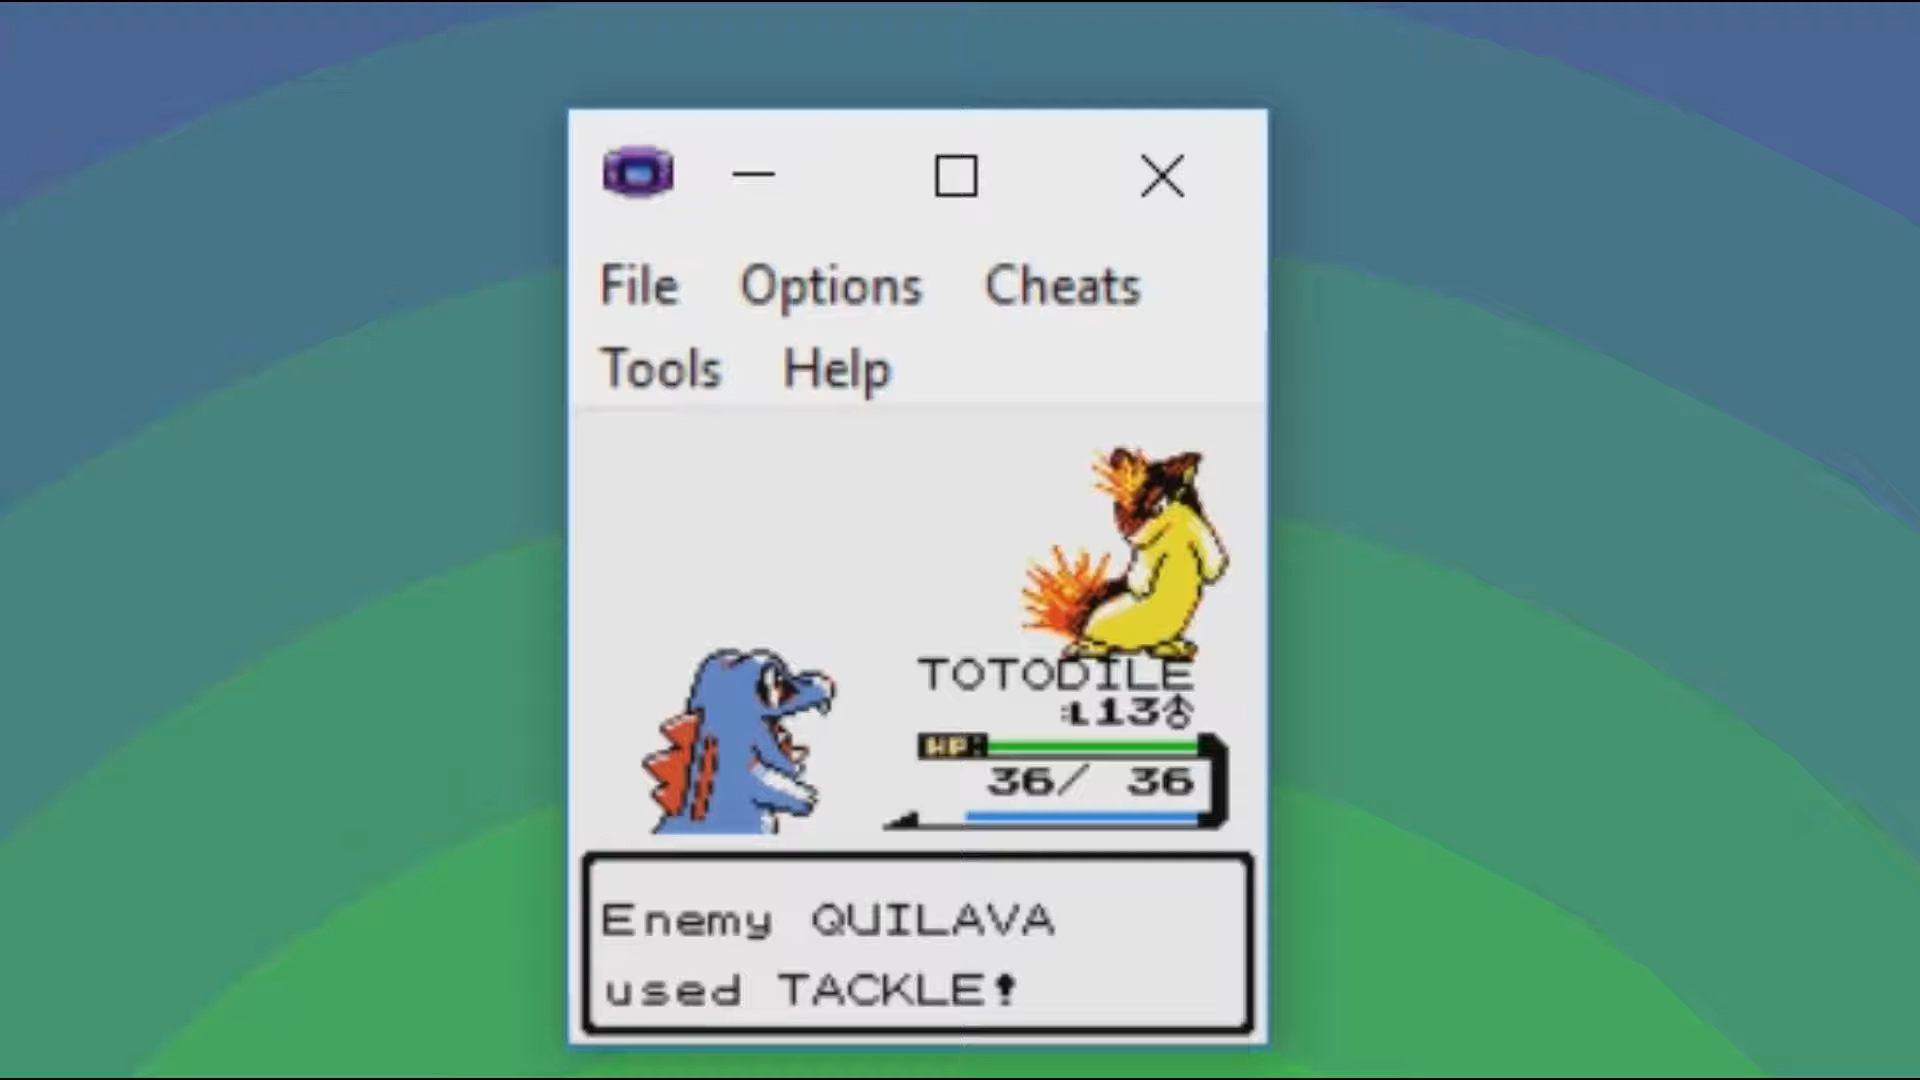 File Options Cheats
Tools Help
TOTODILE
:L13♂
HP:
36/ 36
Enemy QUILAVA
used TACKLE!